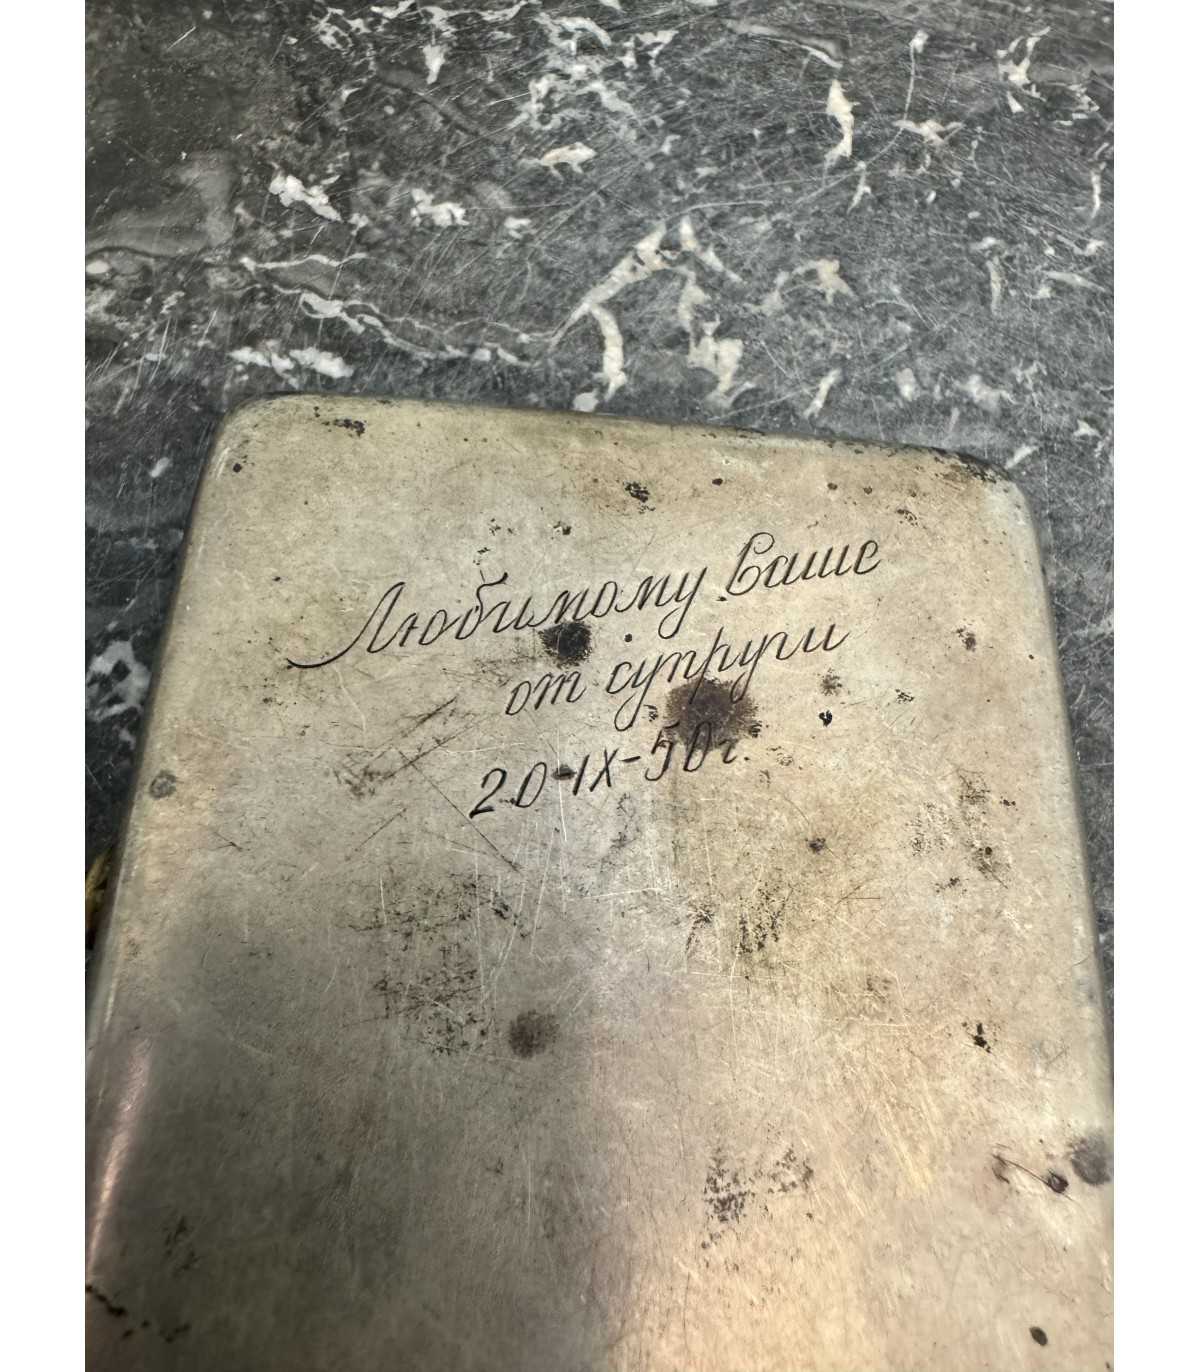 Любимому Саше
от супруги
20-IX-50г.